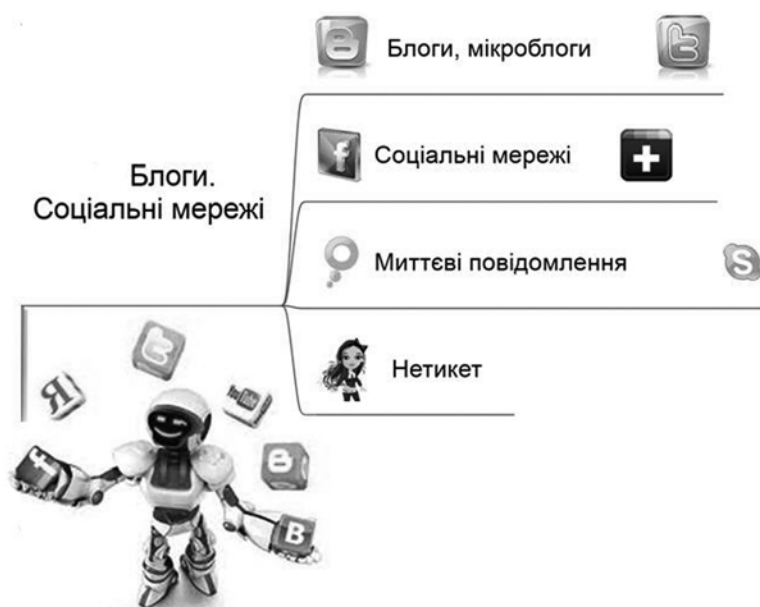 Блоги.
Соціальні мережі
Блоги, мікроблоги
Соціальні мережі
Миттєві повідомлення
Нетикет